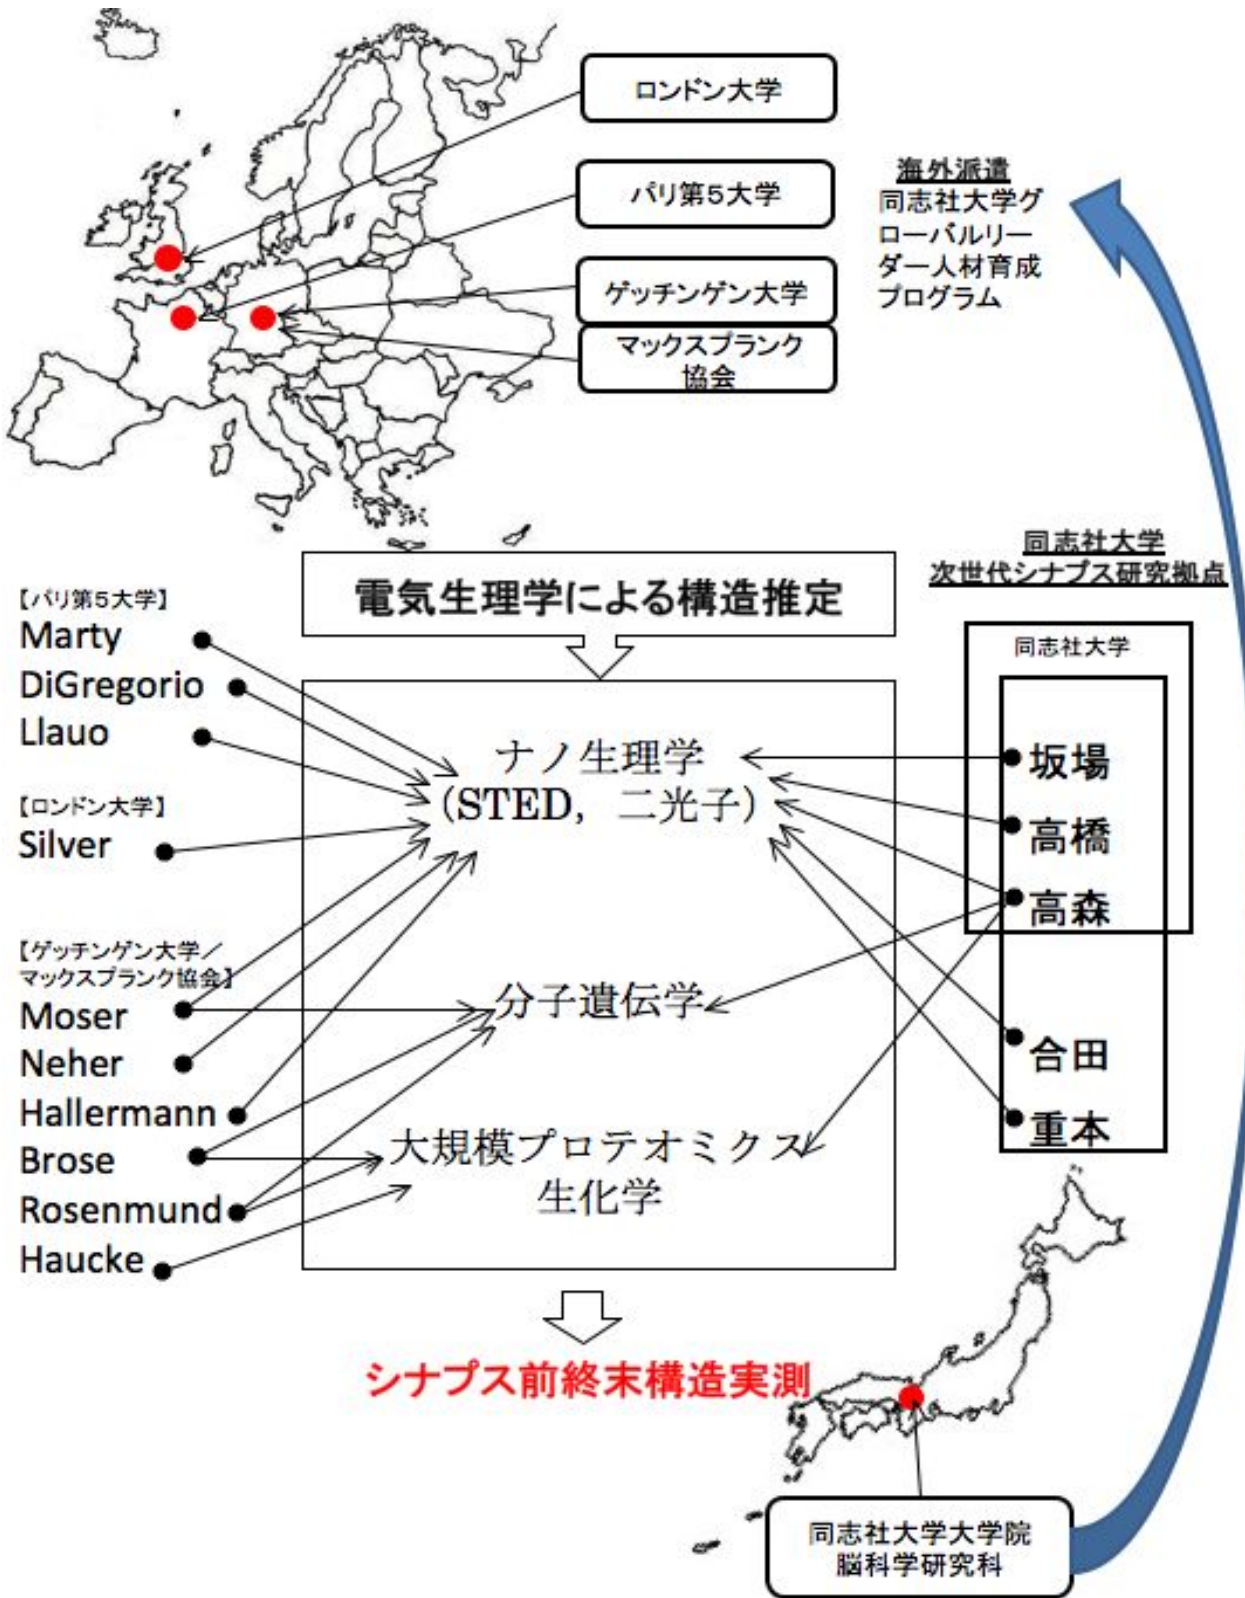 ロンドン大学
パリ第5大学
ゲッチンゲン大学
マックスプランク
協会
海外派遣
同志社大学グ
ローバルリー
ダー人材育成
プログラム
電気生理学による構造推定
同志社大学
次世代シナプス研究拠点
【パリ第5大学】
Marty
DiGregorio
Llauo
【ロンドン大学】
Silver
【ゲッチンゲン大学／
マックスプランク協会】
Moser
Neher
Hallermann
Brose
Rosenmund
Haucke
ナノ生理学
（STED，二光子）
分子遺伝学
大規模プロテオミクス
生化学
同志社大学
坂場
高橋
高森
合田
重本
シナプス前終末構造実測
同志社大学大学院
脳科学研究科